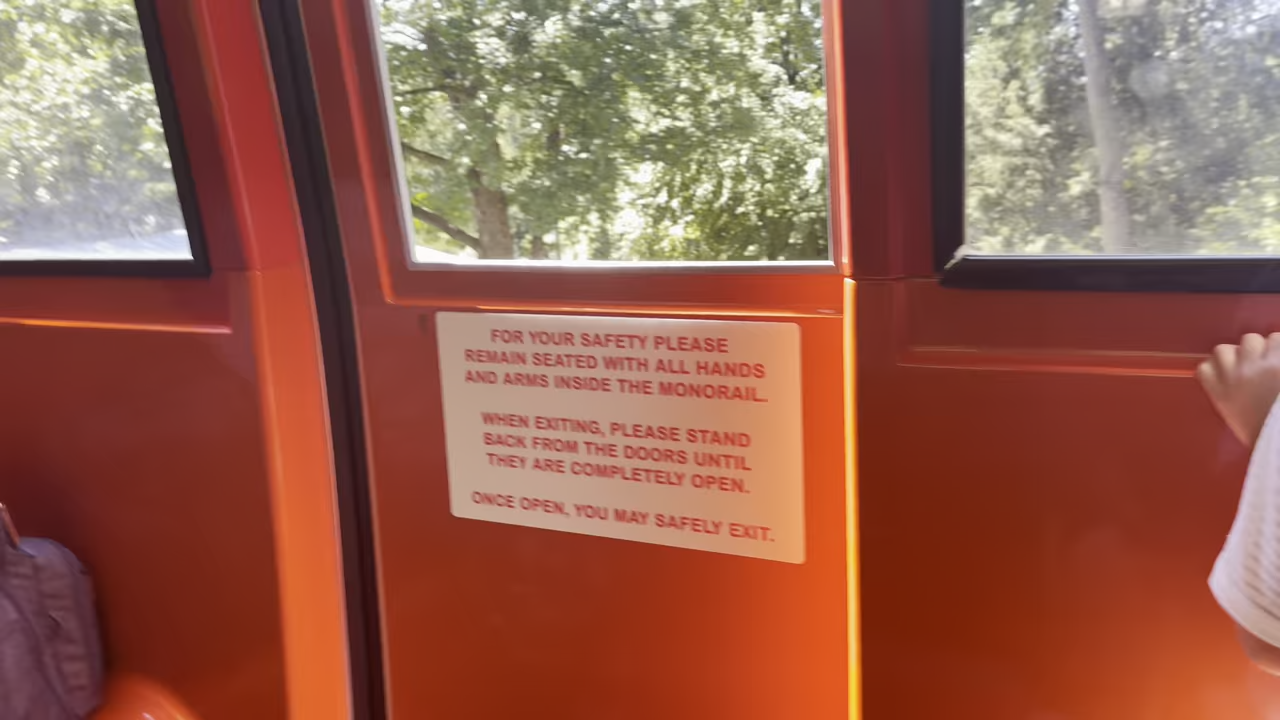 FOR YOUR SAFETY PLEASE
REMAIN SEATED WITH ALL HANDS
AND ARMS INSIDE THE MONORAIL.
WHEN EXITING, PLEASE STAND
BACK FROM THE DOORS UNTIL
THEY ARE COMPLETELY OPEN.
ONCE OPEN, YOU MAY SAFELY EXIT.